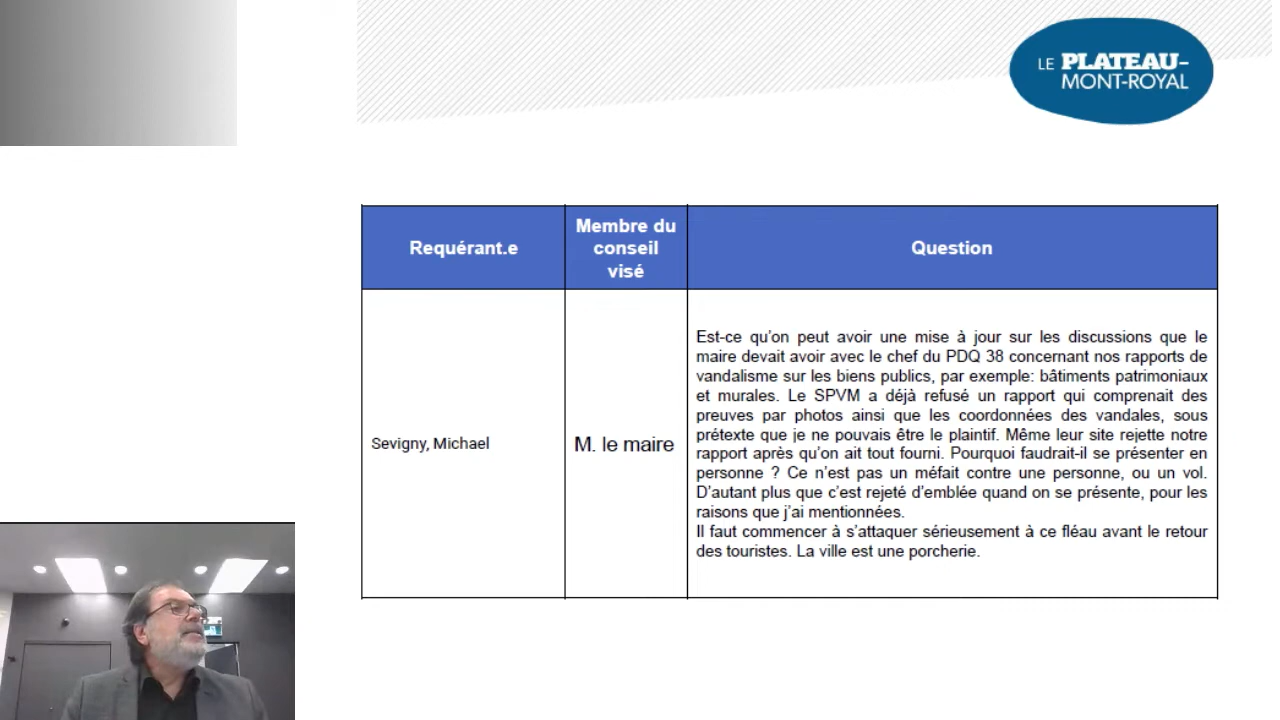 LE PLATEAU-
MONT-ROYAL
Requérant.e
Membre du
conseil
visé
Question
Sevigny, Michael
M. le maire
Est-ce qu’on peut avoir une mise à jour sur les discussions que le
maire devait avoir avec le chef du PDQ 38 concernant nos rapports de
vandalisme sur les biens publics, par exemple: bâtiments patrimoniaux
et murales. Le SPVM a déjà refusé un rapport qui comprenait des
preuves par photos ainsi que les coordonnées des vandales, sous
prétexte que je ne pouvais être le plaintif. Même leur site rejette notre
rapport après qu’on ait tout fourni. Pourquoi faudrait-il se présenter en
personne ? Ce n’est pas un méfait contre une personne, ou un vol.
D’autant plus que c’est rejeté d’emblée quand on se présente, pour les
raisons que j’ai mentionnées.
Il faut commencer à s’attaquer sérieusement à ce fléau avant le retour
des touristes. La ville est une porcherie.